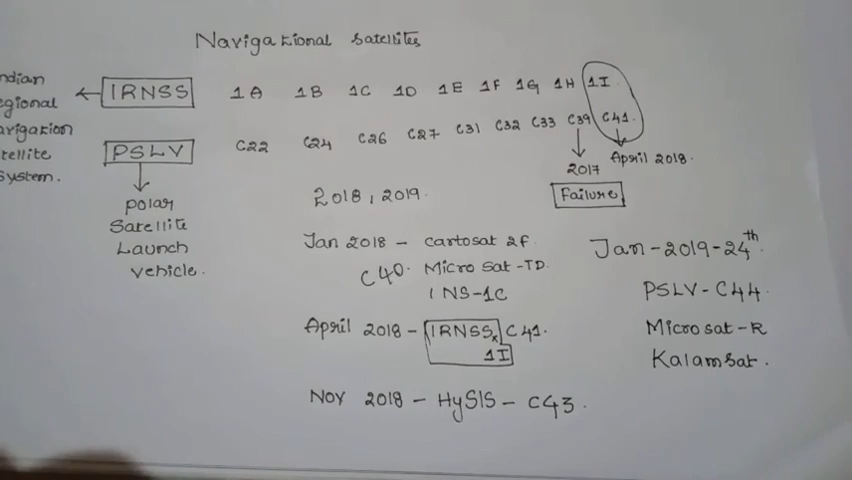 Navigational Satellites
ndian
egional
avigation
tellite
system.
IRNSS 1A 1B 1C 1D 1E 1F 1G 1H 1I
PSLV C22 C24 C26 C27 C31 C32 C33 C39 C41.
polar
Satellite
Launch
vehicle.
2017
Failure
April 2018.
2018, 2019.
Jan 2018 - Cartosat 2F.
C40. Micro Sat -TD.
INS-1C
April 2018 - IRNSS C41.
1I
Nov 2018 - HySIS - C43.
Jan-2019-24th.
PSLV-C44.
Microsat-R
Kalamsat.